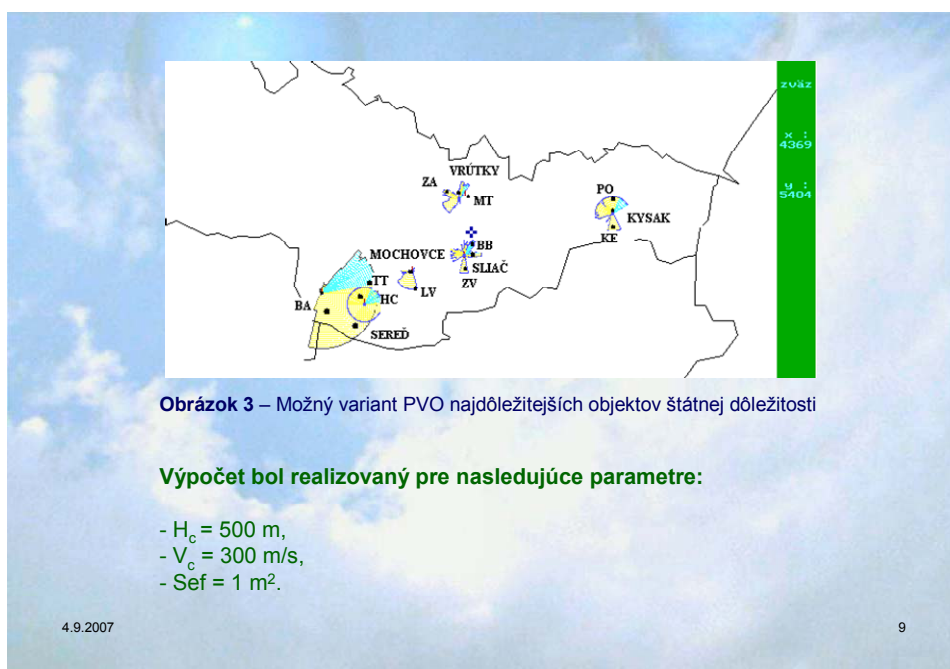 zväz
x :
4369
y :
5404
VRÚTKY
ZA
MT
PO
KYSAK
KE
BB
MOCHOVCE
SLIAČ
ZV
TT
LV
HC
BA
SEREĎ
Obrázok 3 – Možný variant PVO najdôležitejších objektov štátnej dôležitosti
Výpočet bol realizovaný pre nasledujúce parametre:
- Hc = 500 m,
- Vc = 300 m/s,
- Sef = 1 m².
4.9.2007
9